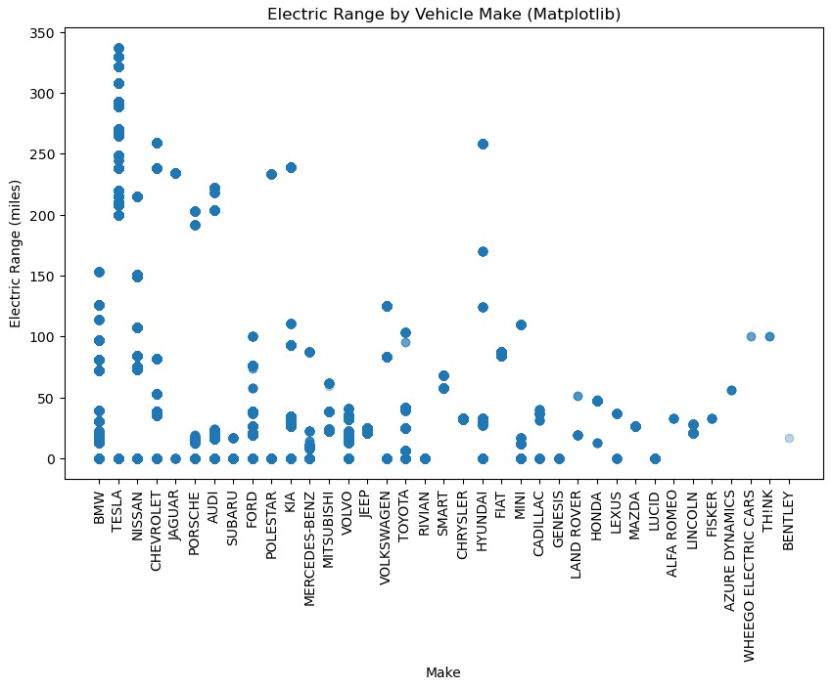 Electric Range by Vehicle Make (Matplotlib)
Electric Range (miles)
350
300
250
200
150
100
50
0
BMW
TESLA
NISSAN
CHEVROLET
JAGUAR
PORSCHE
AUDI
SUBARU
FORD
POLESTAR
KIA
MERCEDES-BENZ
MITSUBISHI
VOLVO
JEEP
VOLKSWAGEN
TOYOTA
RIVIAN
SMART
CHRYSLER
HYUNDAI
FIAT
MINI
CADILLAC
GENESIS
LAND ROVER
HONDA
LEXUS
MAZDA
LUCID
ALFA ROMEO
LINCOLN
FISKER
AZURE DYNAMICS
WHEEGO ELECTRIC CARS
THINK
BENTLEY
Make